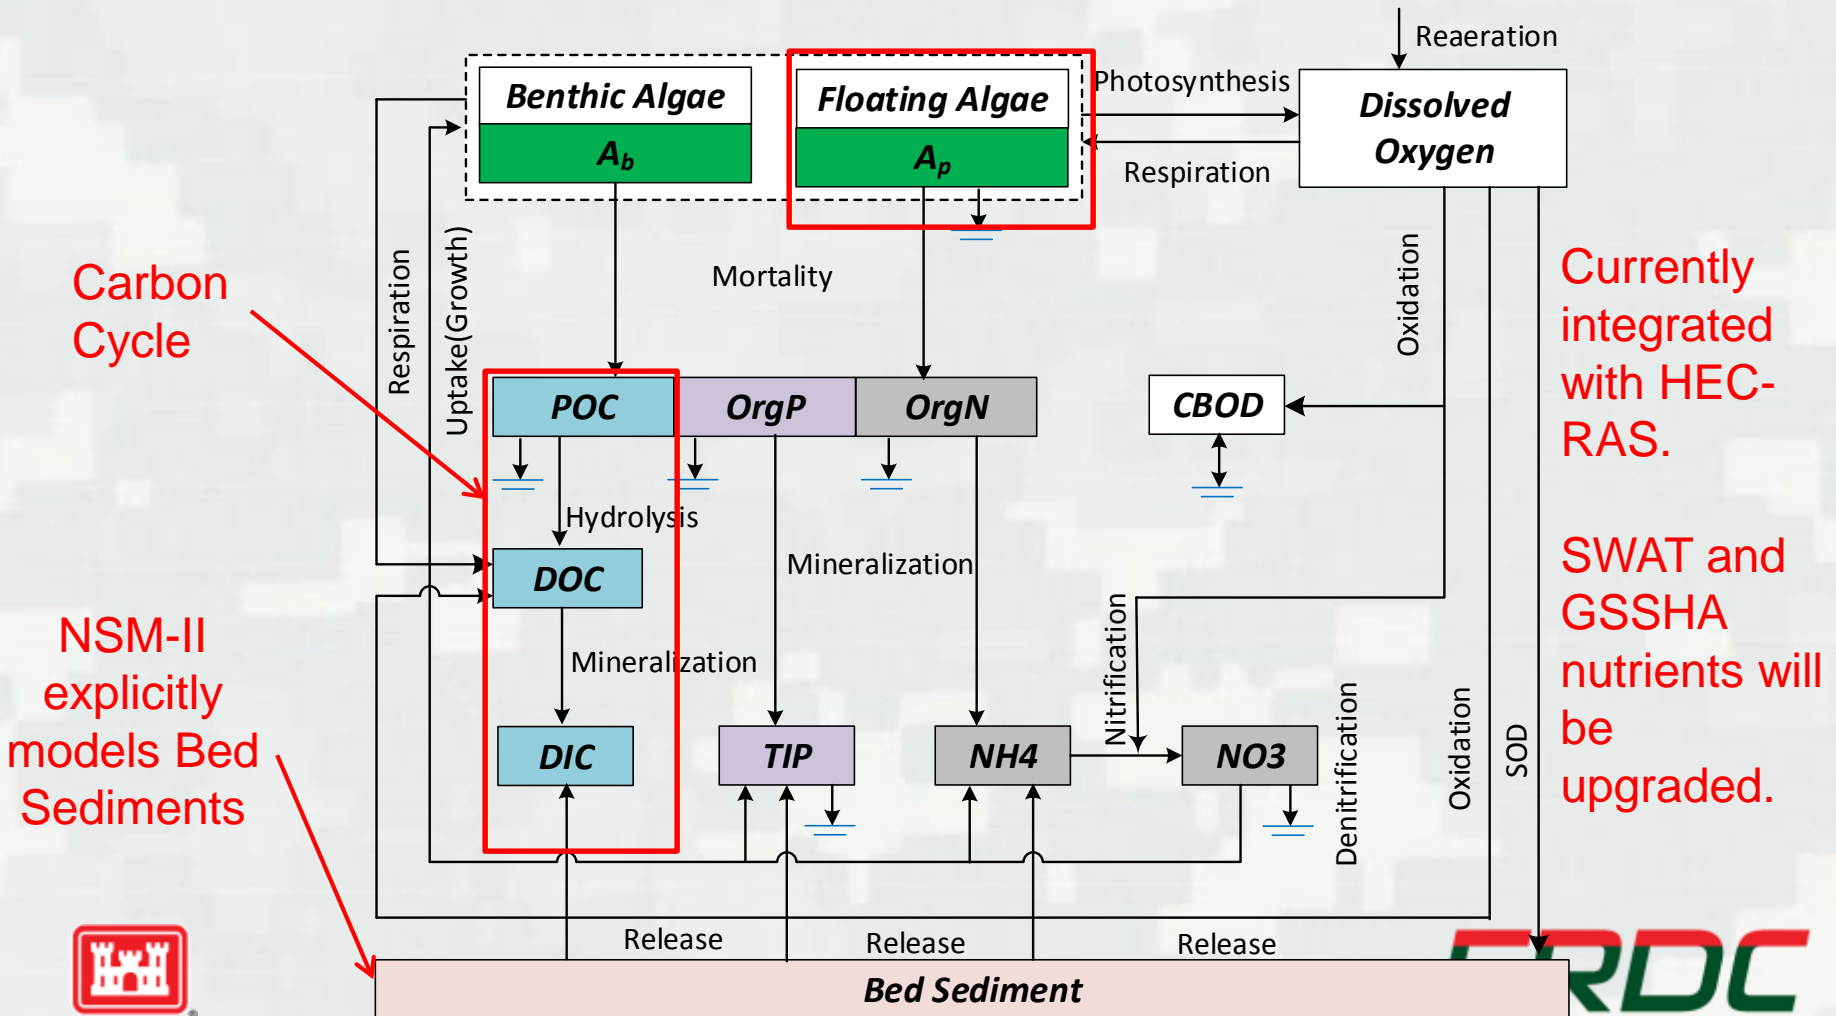 Reaeration
Benthic Algae
Floating Algae
Photosynthesis
Dissolved
Oxygen
Ab
Ap
Respiration
Carbon
Cycle
Respiration
Uptake(Growth)
Mortality
Oxidation
Currently
integrated
with HEC-
RAS.
POC
OrgP
OrgN
CBOD
Hydrolysis
DOC
Mineralization
SWAT and
GSSHA
nutrients will
be
upgraded.
NSM-II
explicitly
models Bed
Sediments
Mineralization
Nitrification
DIC
TIP
NH4
NO3
Denitrification
Oxidation
SOD
Release
Release
Release
Bed Sediment
ERDC
®